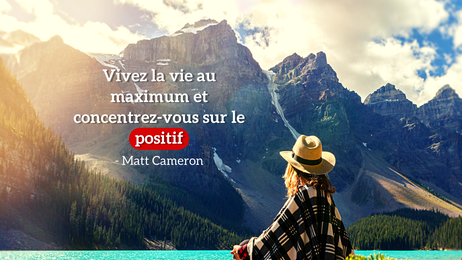 Vivez la vie au
maximum et
concentrez-vous sur le
positif
- Matt Cameron